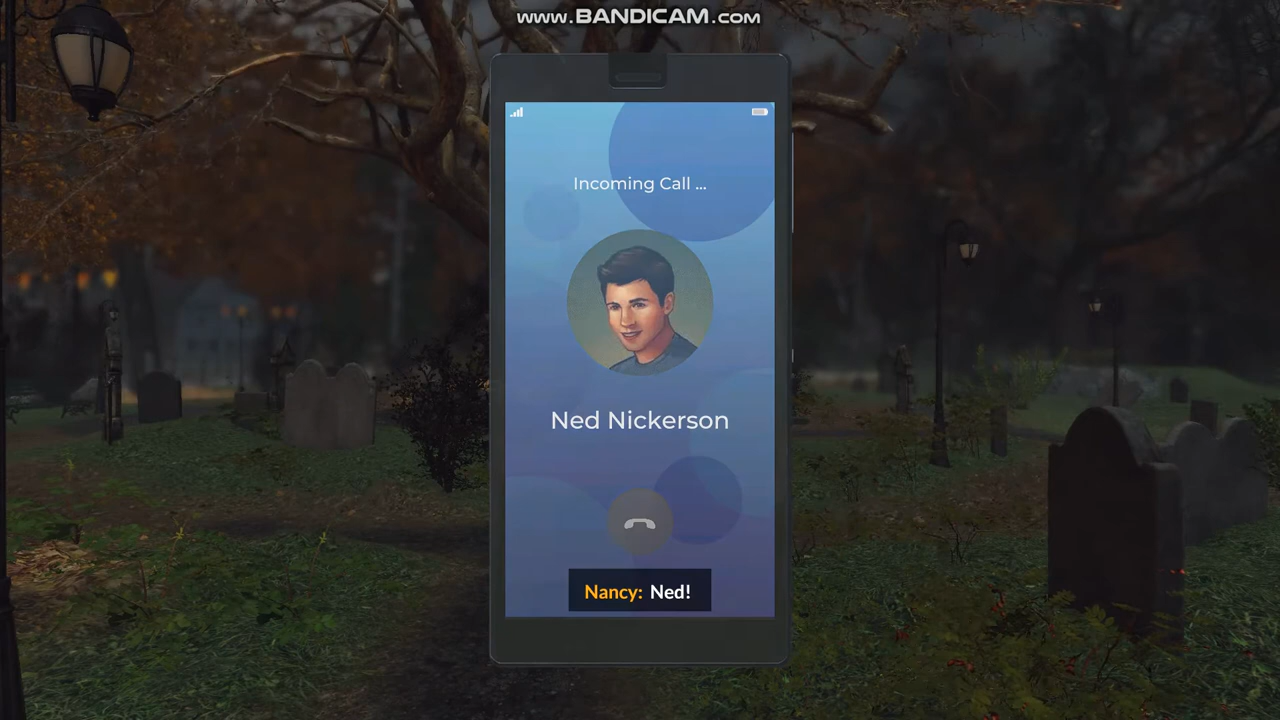 www.BANDICAM.com
Incoming Call ...
Ned Nickerson
Nancy: Ned!